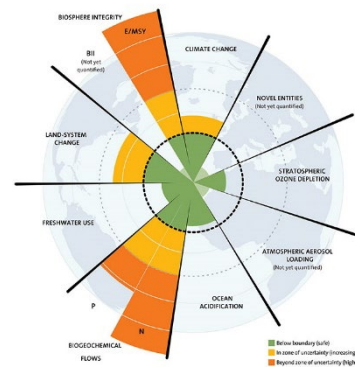 BIOSPHERE INTEGRITY
E/MSY
CLIMATE CHANGE
BII
(Not yet
quantified)
NOVEL ENTITIES
(Not yet quantified)
LAND-SYSTEM
CHANGE
STRATOSPHERIC
OZONE DEPLETION
FRESHWATER USE
ATMOSPHERIC AEROSOL
LOADING
(Not yet quantified)
P
N
OCEAN
ACIDIFICATION
BIOGEOCHEMICAL
FLOWS
Below boundary (safe)
In zone of uncertainty (increasing
Beyond zone of uncertainty (high